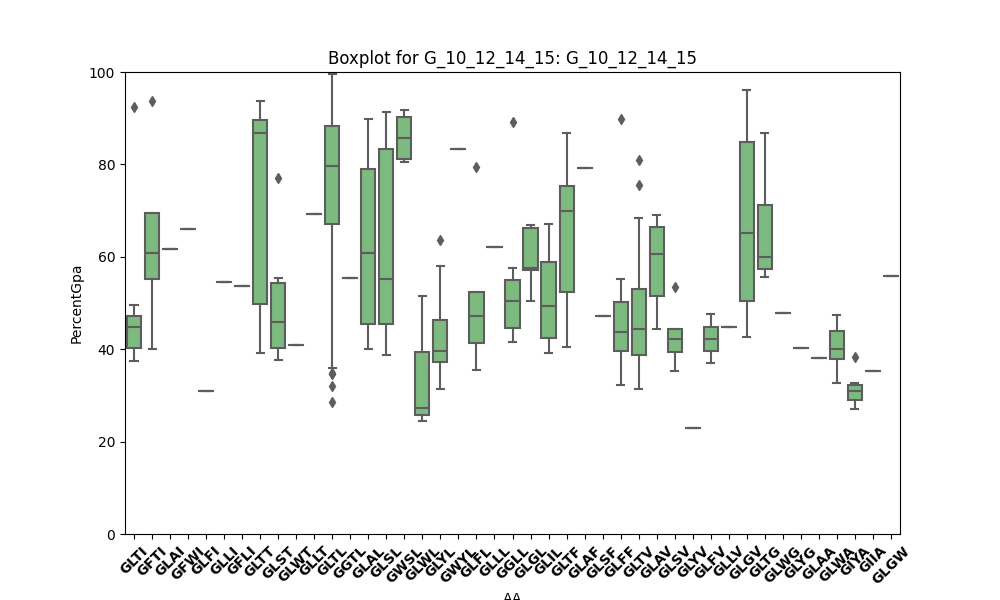 Boxplot for G_10_12_14_15: G_10_12_14_15
PercentGpa
100
80
60
40
20
0
GLTI GFTI GLAI GFWI GLFI GLLI GFLI GLTT GLST GLWT GLLT GLTL GGTL GLAL GLSL GWSL GLWL GLYL GWYL GLFL GLLL GGLL GLGL GLIL GLTF GLAF GLSF GLFF GLTV GLAV GLSV GLYV GLFV GLLV GLGV GLTG GLWG GLYG GLAA GLWA GIYA GIIA GLGW
AA